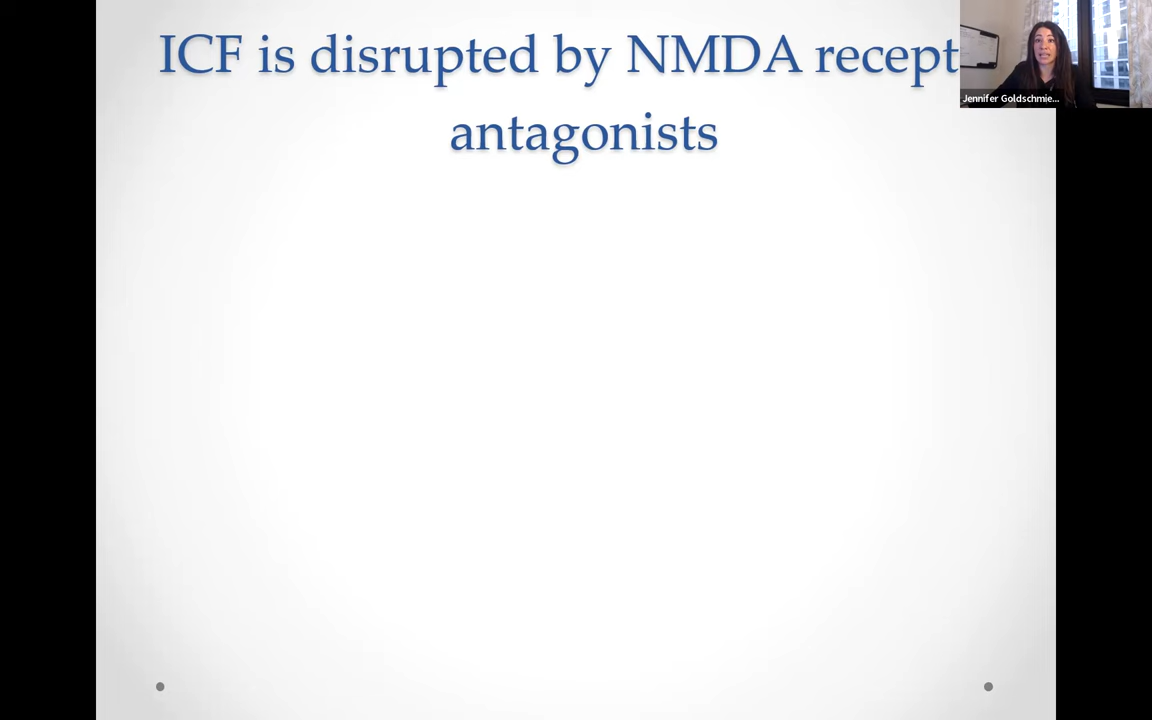 ICF is disrupted by NMDA recept
antagonists
Jennifer Goldschmie...